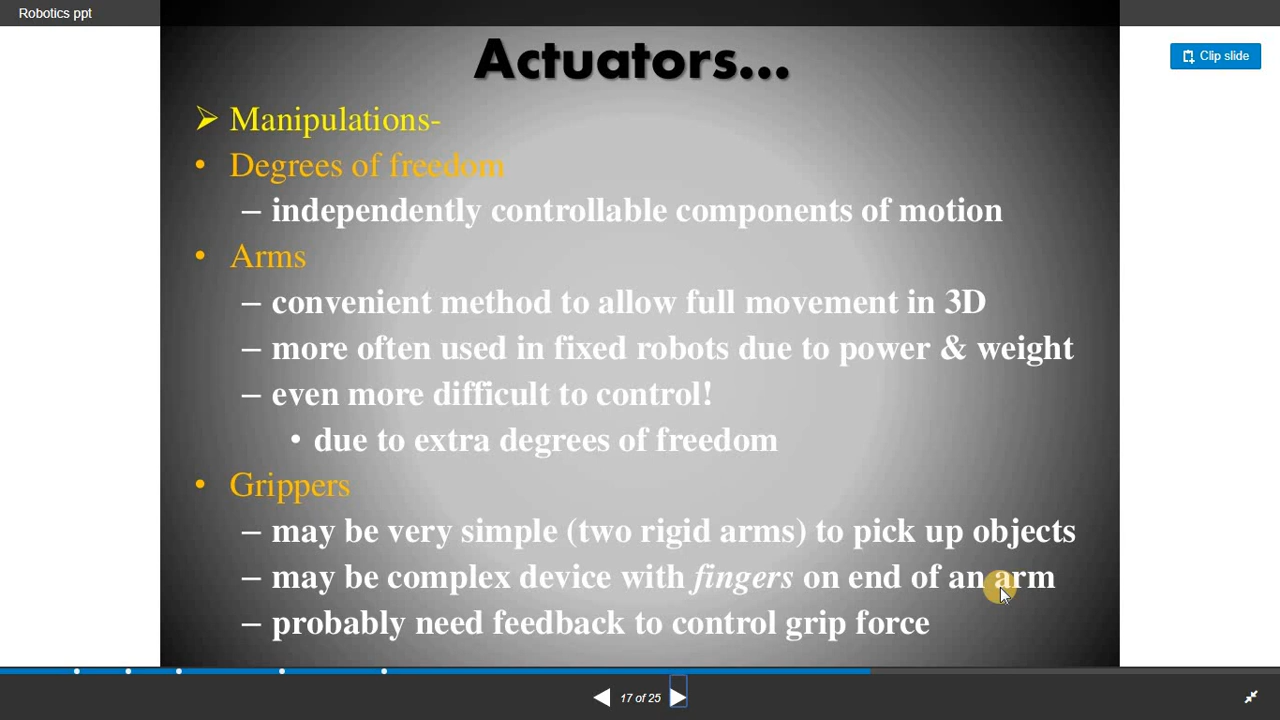 Robotics ppt
Clip slide
Actuators...
➢ Manipulations-
• Degrees of freedom
– independently controllable components of motion
• Arms
– convenient method to allow full movement in 3D
– more often used in fixed robots due to power & weight
– even more difficult to control!
• due to extra degrees of freedom
• Grippers
– may be very simple (two rigid arms) to pick up objects
– may be complex device with fingers on end of an arm
– probably need feedback to control grip force
17 of 25